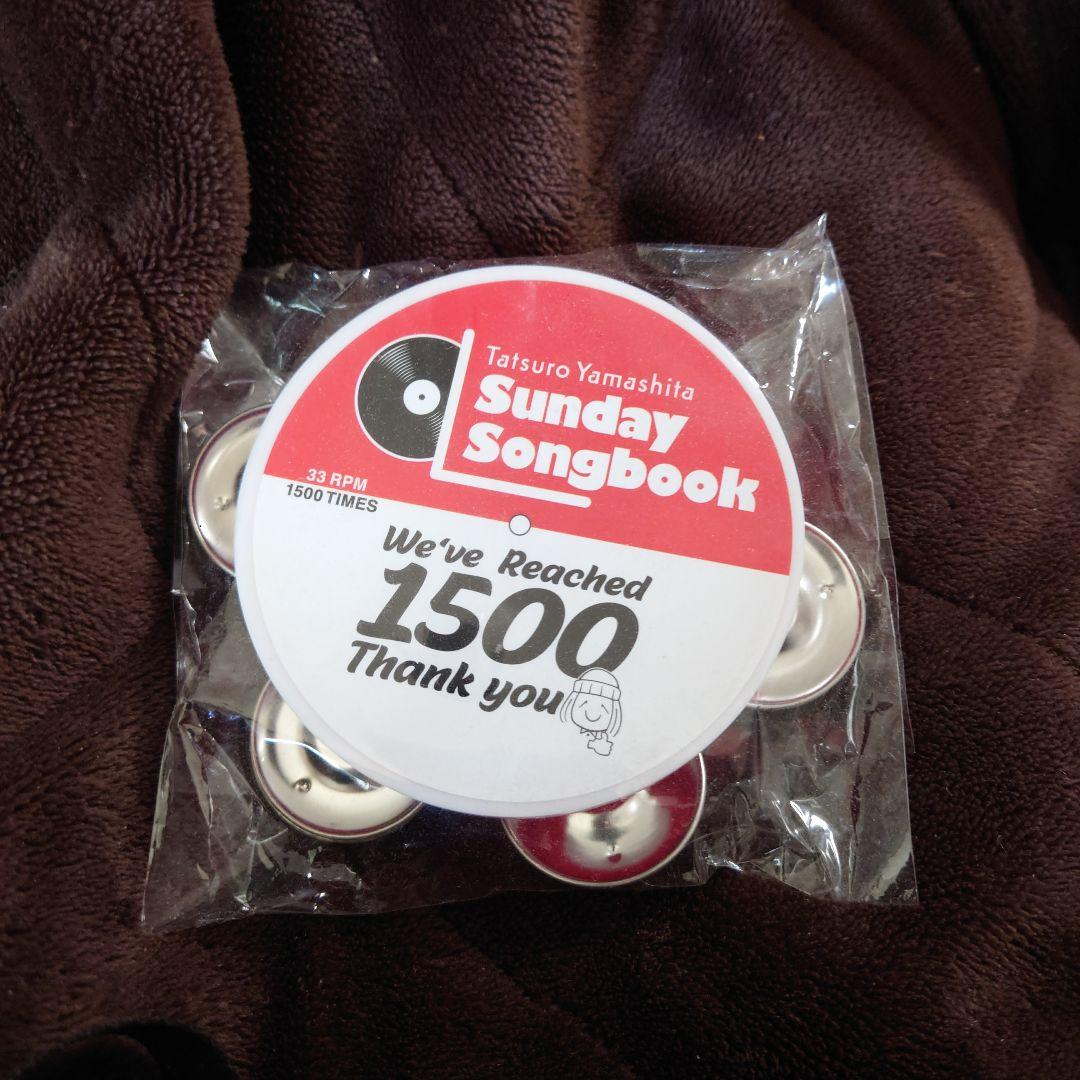 Tatsuro Yamashita
Sunday
Songbook
33 RPM
1500 TIMES
We've Reached
1500
Thank you